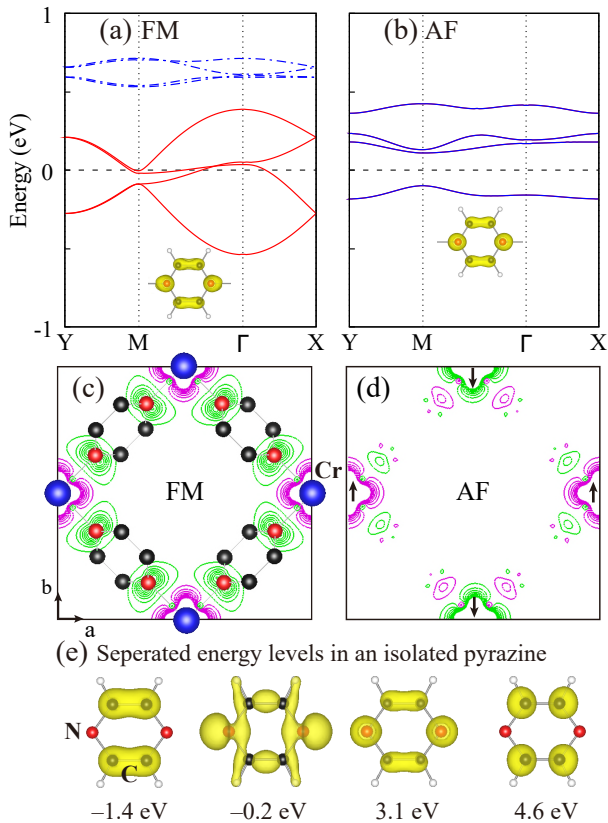 1
(a) FM
(b) AF
Energy (eV)
0
-1
Y M Γ X
Y M Γ X
(c)
(d)
FM
Cr
AF
b
a
(e) Seperated energy levels in an isolated pyrazine
N
C
–1.4 eV –0.2 eV 3.1 eV 4.6 eV